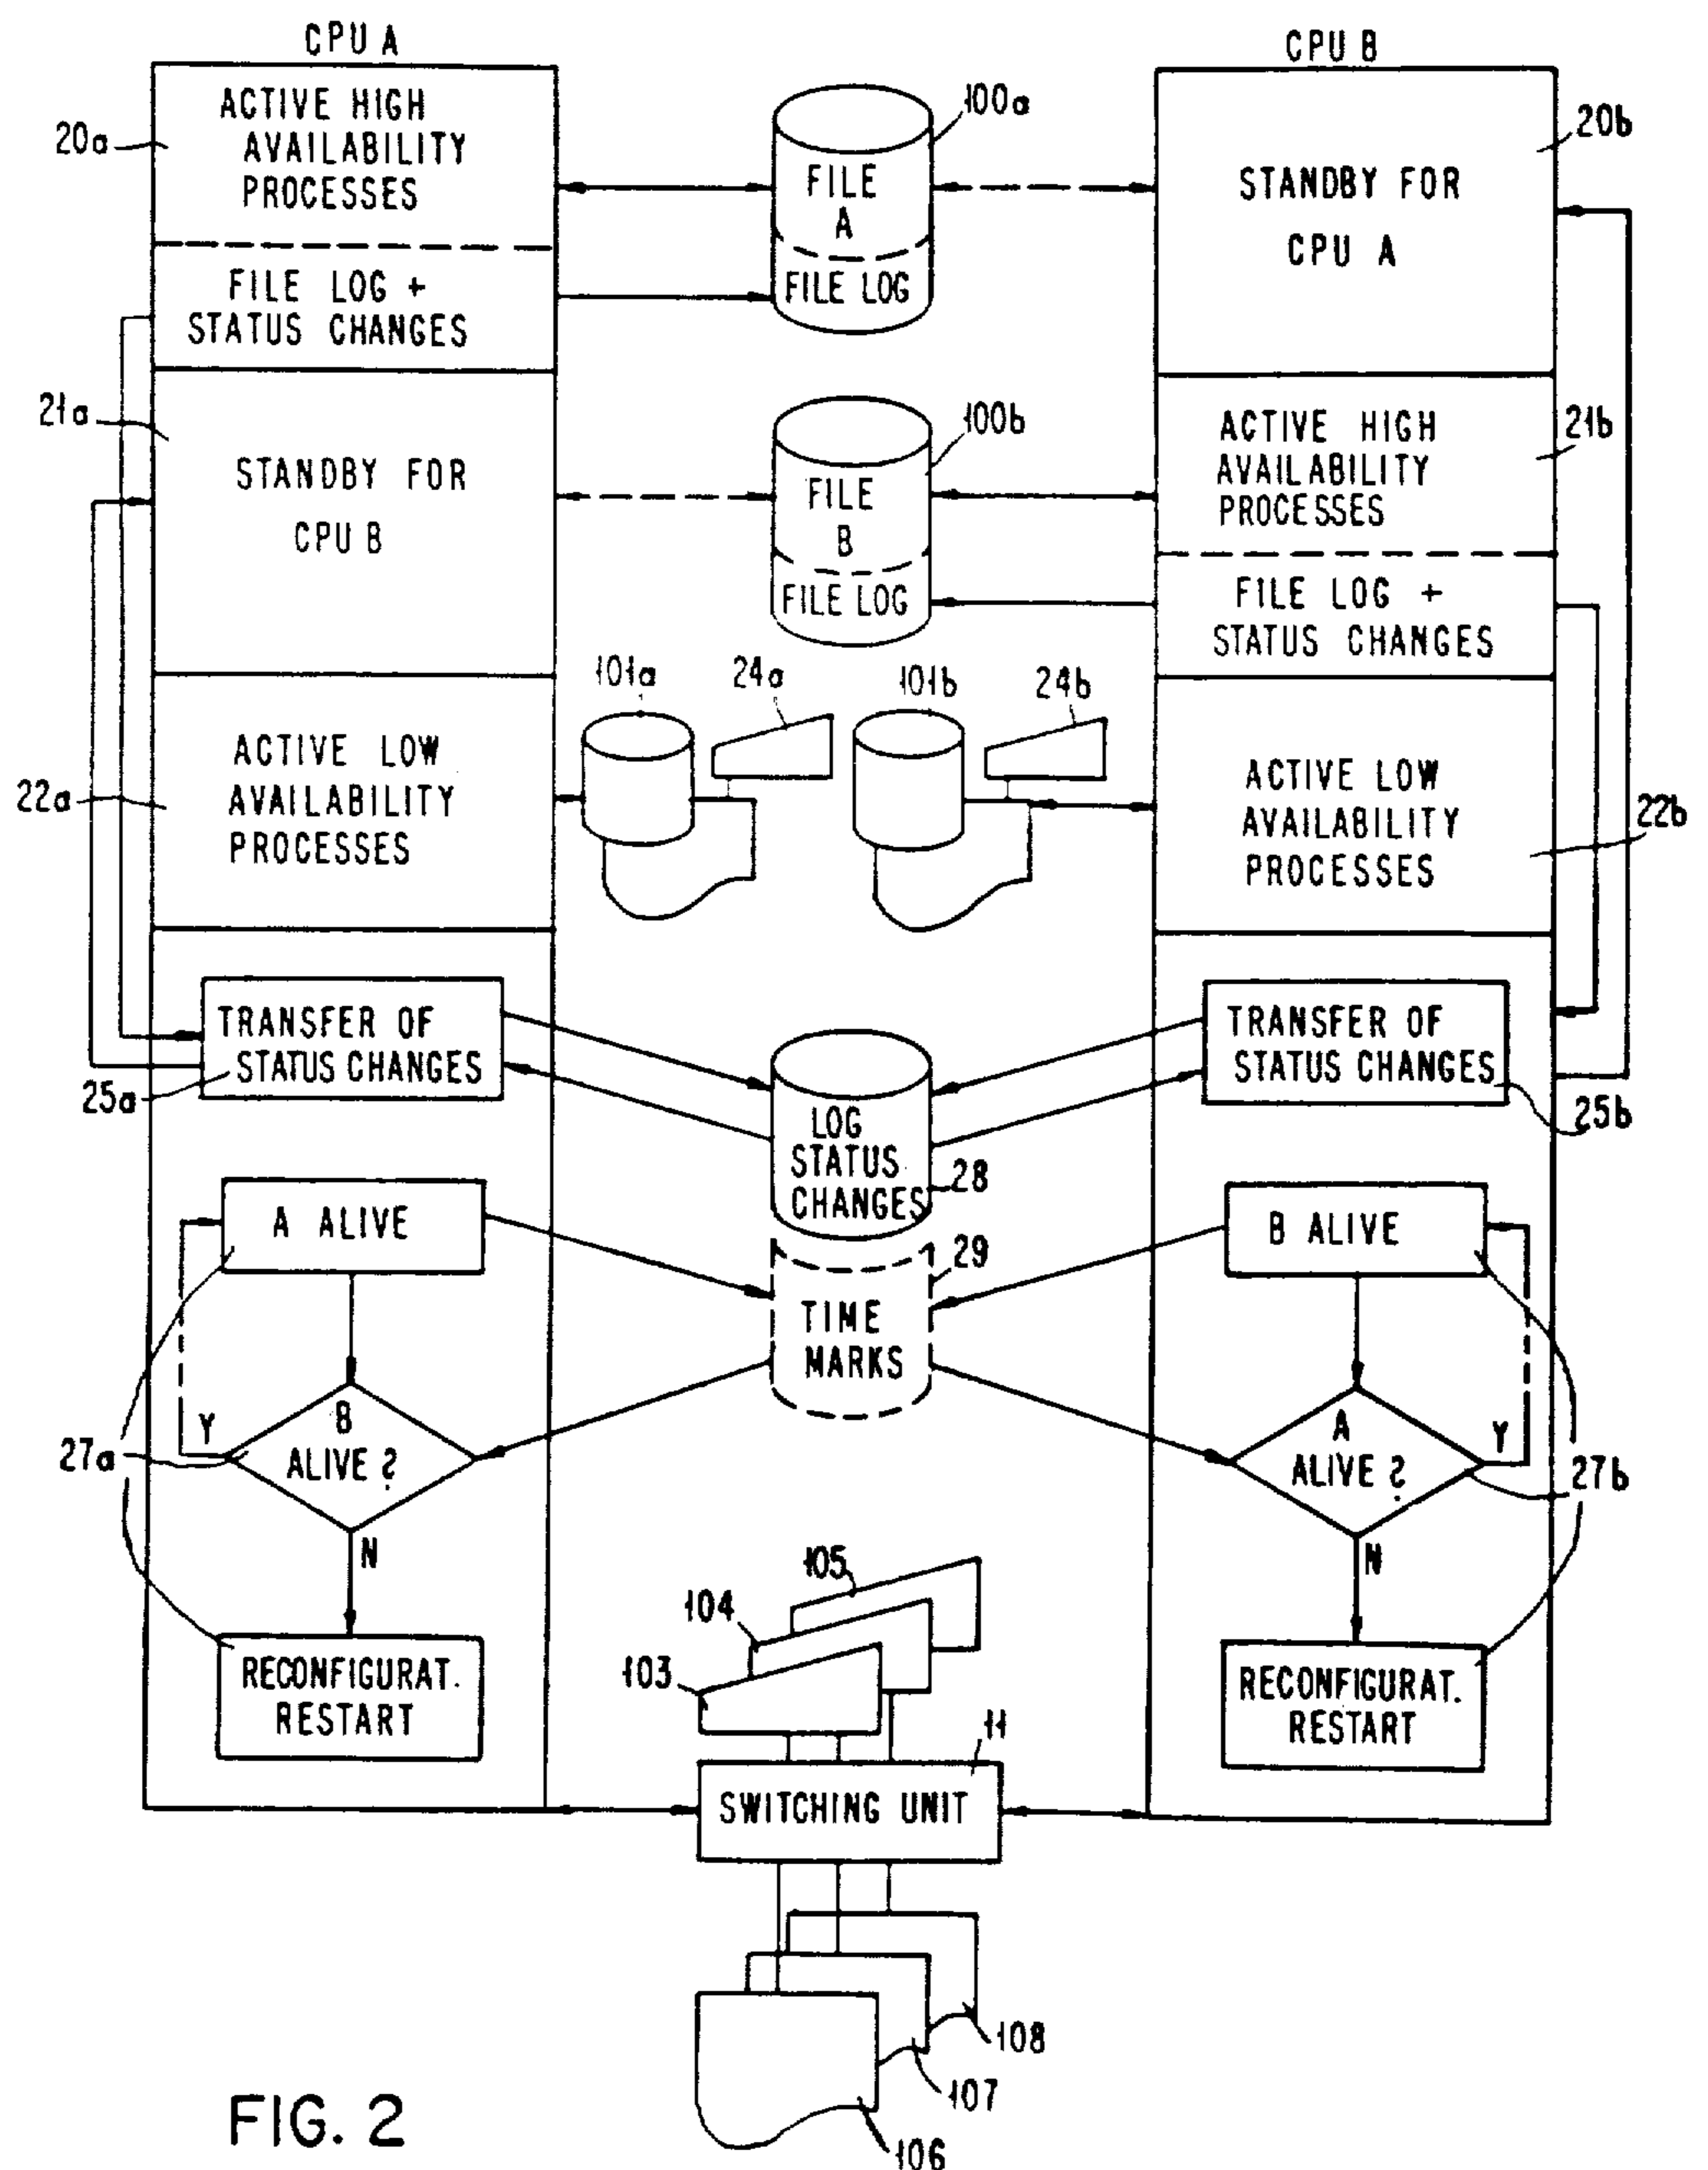 CPU A
CPU B
20a
ACTIVE HIGH
AVAILABILITY
PROCESSES
FILE LOG +
STATUS CHANGES
100a
FILE
A
FILE LOG
20b
STANDBY FOR
CPU A
21a
STANDBY FOR
CPU B
100b
FILE
B
FILE LOG
21b
ACTIVE HIGH
AVAILABILITY
PROCESSES
FILE LOG +
STATUS CHANGES
22a
ACTIVE LOW
AVAILABILITY
PROCESSES
101a
24a
101b
24b
22b
ACTIVE LOW
AVAILABILITY
PROCESSES
TRANSFER OF
STATUS CHANGES
25a
LOG
STATUS
CHANGES
28
TRANSFER OF
STATUS CHANGES
25b
A ALIVE
29
TIME
MARKS
B ALIVE
Y
B
ALIVE ?
27a
N
A
ALIVE ?
Y
27b
N
RECONFIGURAT.
RESTART
105
104
103
11
SWITCHING UNIT
RECONFIGURAT.
RESTART
108
107
106
FIG. 2